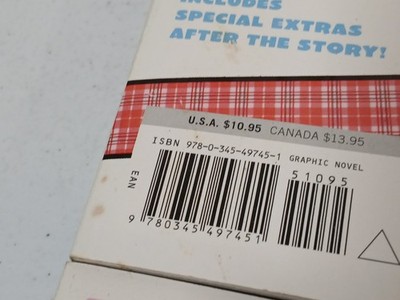 INCLUDES
SPECIAL EXTRAS
AFTER THE STORY!
U.S.A. $10.95 CANADA $13.95
ISBN 978-0-345-49745-1 GRAPHIC NOVEL
51095
EAN
9 780345 497451